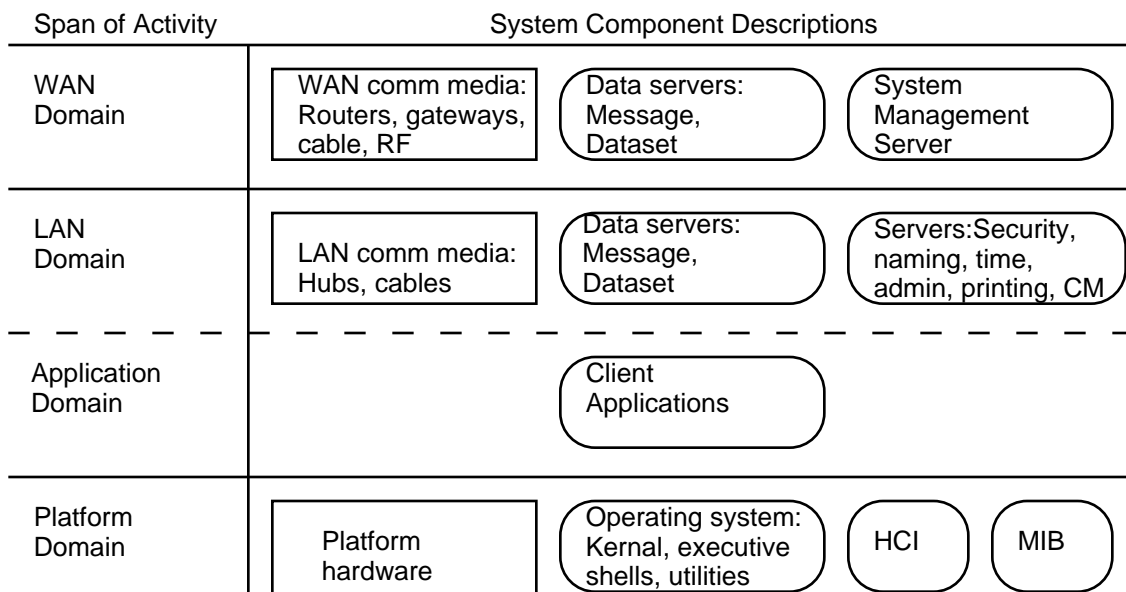 Span of Activity
System Component Descriptions
WAN
Domain
WAN comm media:
Routers, gateways,
cable, RF
Data servers:
Message,
Dataset
System
Management
Server
LAN
Domain
LAN comm media:
Hubs, cables
Data servers:
Message,
Dataset
Servers:Security,
naming, time,
admin, printing, CM
Application
Domain
Client
Applications
Platform
Domain
Platform
hardware
Operating system:
Kernal, executive
shells, utilities
HCI
MIB